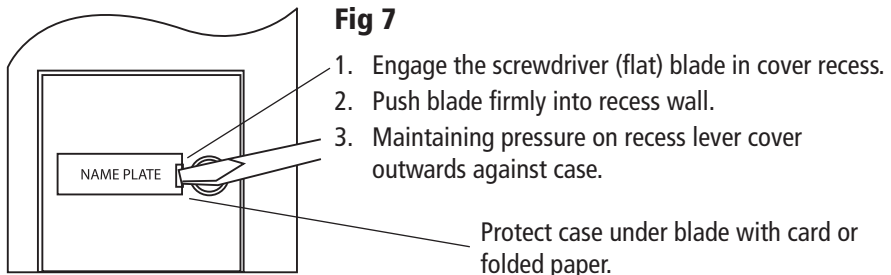 Fig 7
1. Engage the screwdriver (flat) blade in cover recess.
2. Push blade firmly into recess wall.
3. Maintaining pressure on recess lever cover
outwards against case.
NAME PLATE
Protect case under blade with card or
folded paper.